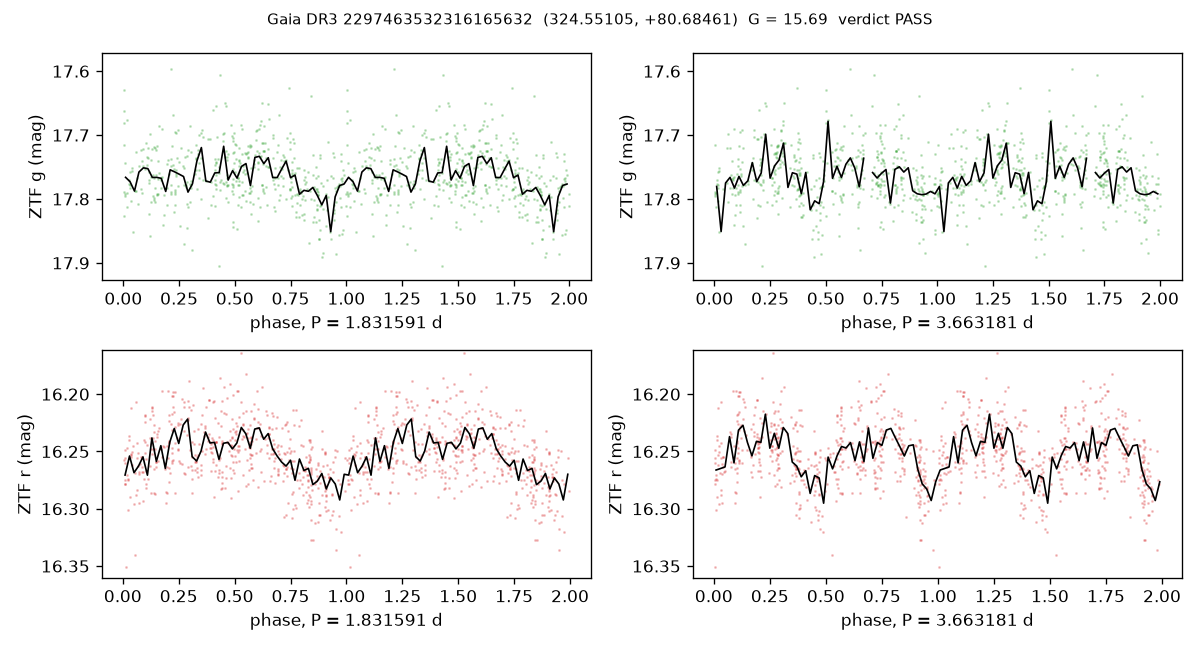 Gaia DR3 2297463532316165632 (324.55105, +80.68461) G = 15.69 verdict PASS
17.6
17.7
17.8
17.9
ZTF g (mag)
0.00 0.25 0.50 0.75 1.00 1.25 1.50 1.75 2.00
phase, P = 1.831591 d
17.6
17.7
17.8
17.9
ZTF g (mag)
0.00 0.25 0.50 0.75 1.00 1.25 1.50 1.75 2.00
phase, P = 3.663181 d
16.20
16.25
16.30
16.35
ZTF r (mag)
0.00 0.25 0.50 0.75 1.00 1.25 1.50 1.75 2.00
phase, P = 1.831591 d
16.20
16.25
16.30
16.35
ZTF r (mag)
0.00 0.25 0.50 0.75 1.00 1.25 1.50 1.75 2.00
phase, P = 3.663181 d